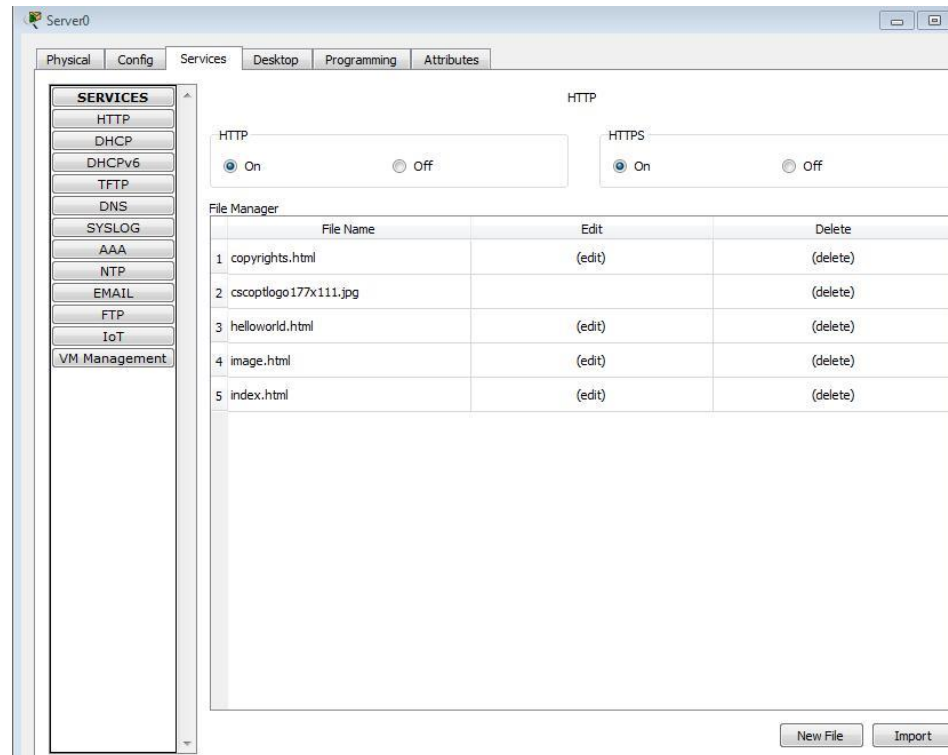 Server0
Physical Config Services Desktop Programming Attributes
SERVICES
HTTP
DHCP
DHCPv6
TFTP
DNS
SYSLOG
AAA
NTP
EMAIL
FTP
IoT
VM Management
HTTP
HTTP
On Off
HTTPS
On Off
File Manager
File Name Edit Delete
1 copyrights.html (edit) (delete)
2 cscoptlogo177x111.jpg (delete)
3 helloworld.html (edit) (delete)
4 image.html (edit) (delete)
5 index.html (edit) (delete)
New File Import